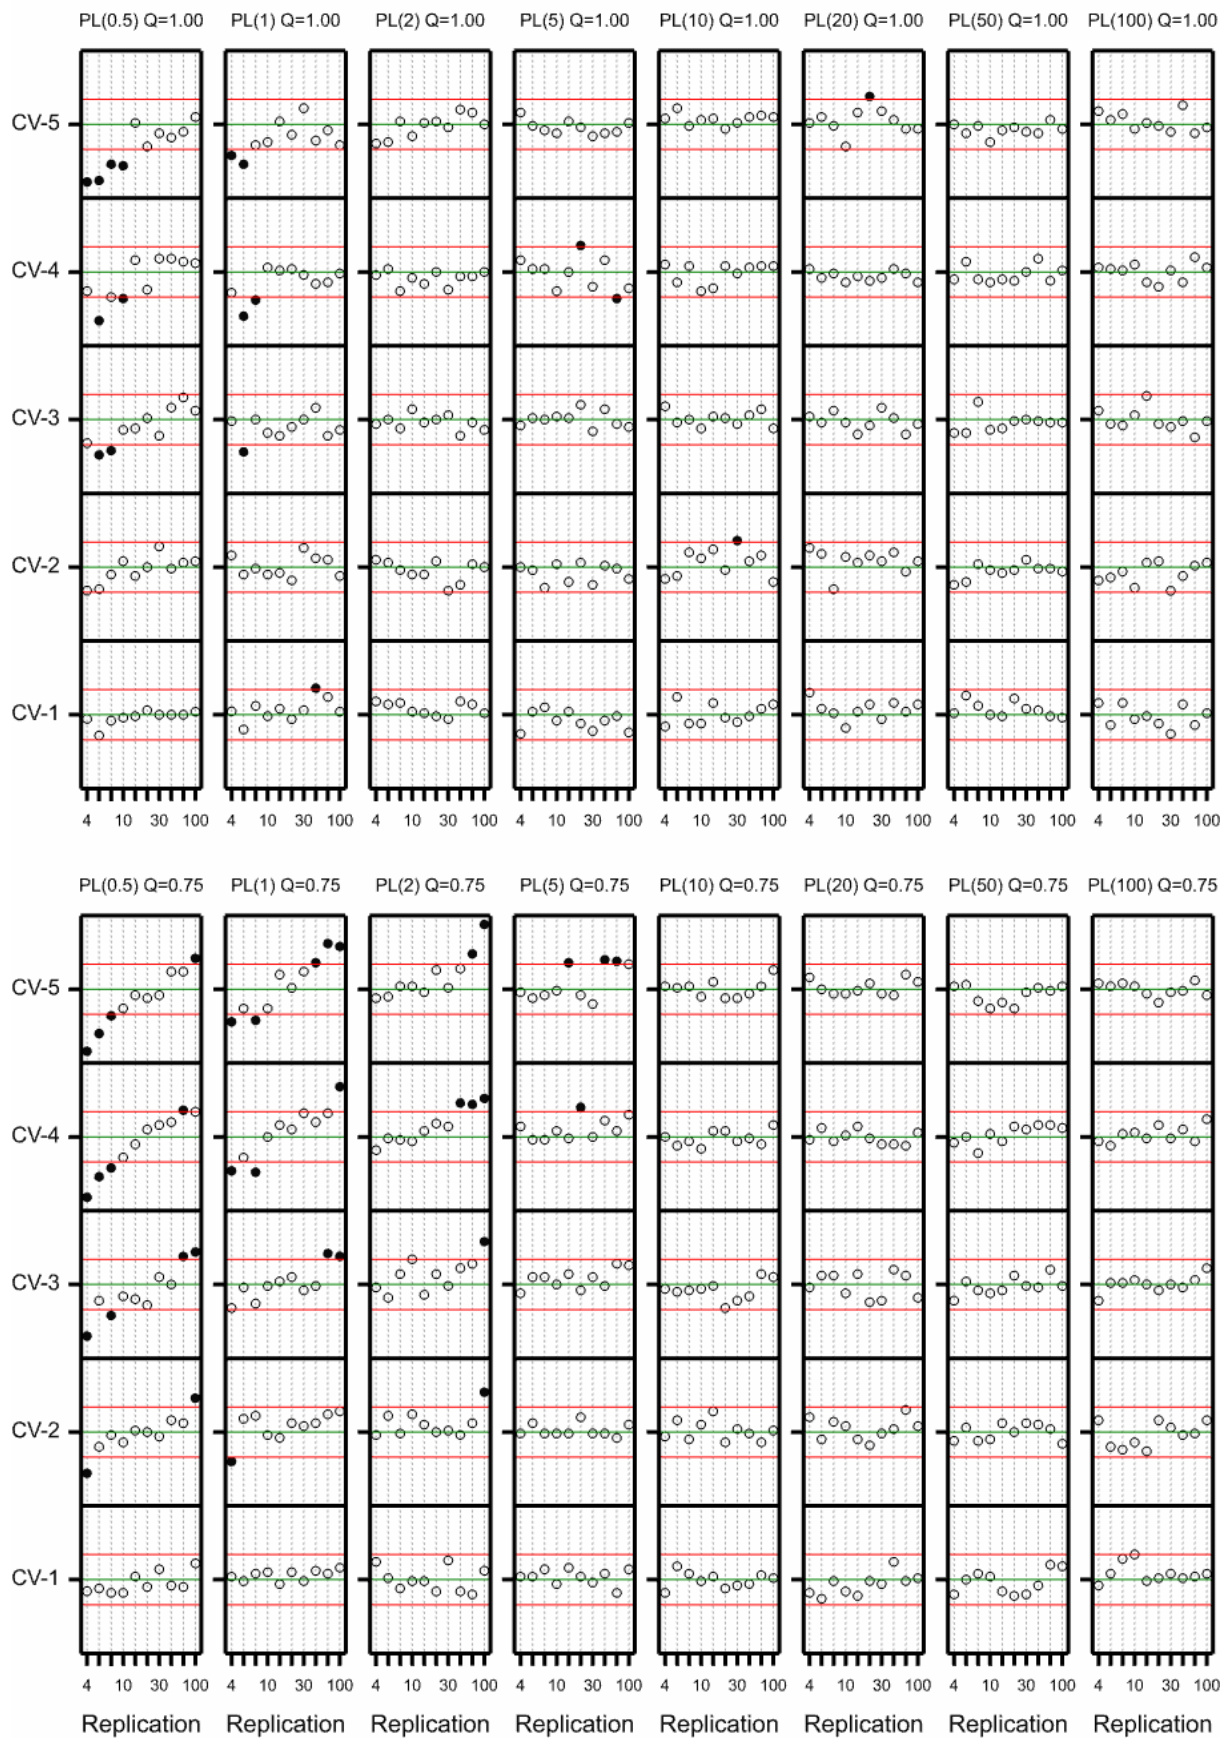 PL(0.5) Q=1.00 PL(1) Q=1.00 PL(2) Q=1.00 PL(5) Q=1.00 PL(10) Q=1.00 PL(20) Q=1.00 PL(50) Q=1.00 PL(100) Q=1.00
CV-5
CV-4
CV-3
CV-2
CV-1
4 10 30 100 4 10 30 100 4 10 30 100 4 10 30 100 4 10 30 100 4 10 30 100 4 10 30 100 4 10 30 100
PL(0.5) Q=0.75 PL(1) Q=0.75 PL(2) Q=0.75 PL(5) Q=0.75 PL(10) Q=0.75 PL(20) Q=0.75 PL(50) Q=0.75 PL(100) Q=0.75
CV-5
CV-4
CV-3
CV-2
CV-1
4 10 30 100 4 10 30 100 4 10 30 100 4 10 30 100 4 10 30 100 4 10 30 100 4 10 30 100 4 10 30 100
Replication Replication Replication Replication Replication Replication Replication Replication